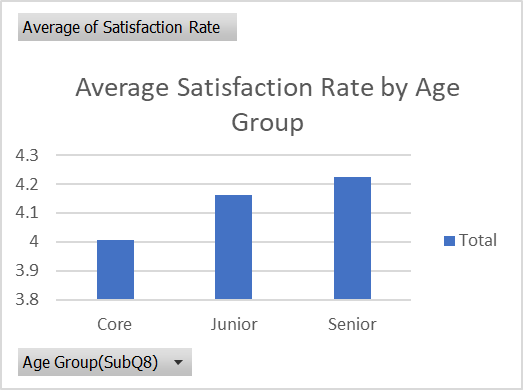 Average of Satisfaction Rate
Average Satisfaction Rate by Age
Group
4.3
4.2
4.1
4
3.9
3.8
Core Junior Senior
Total
Age Group(SubQ8)